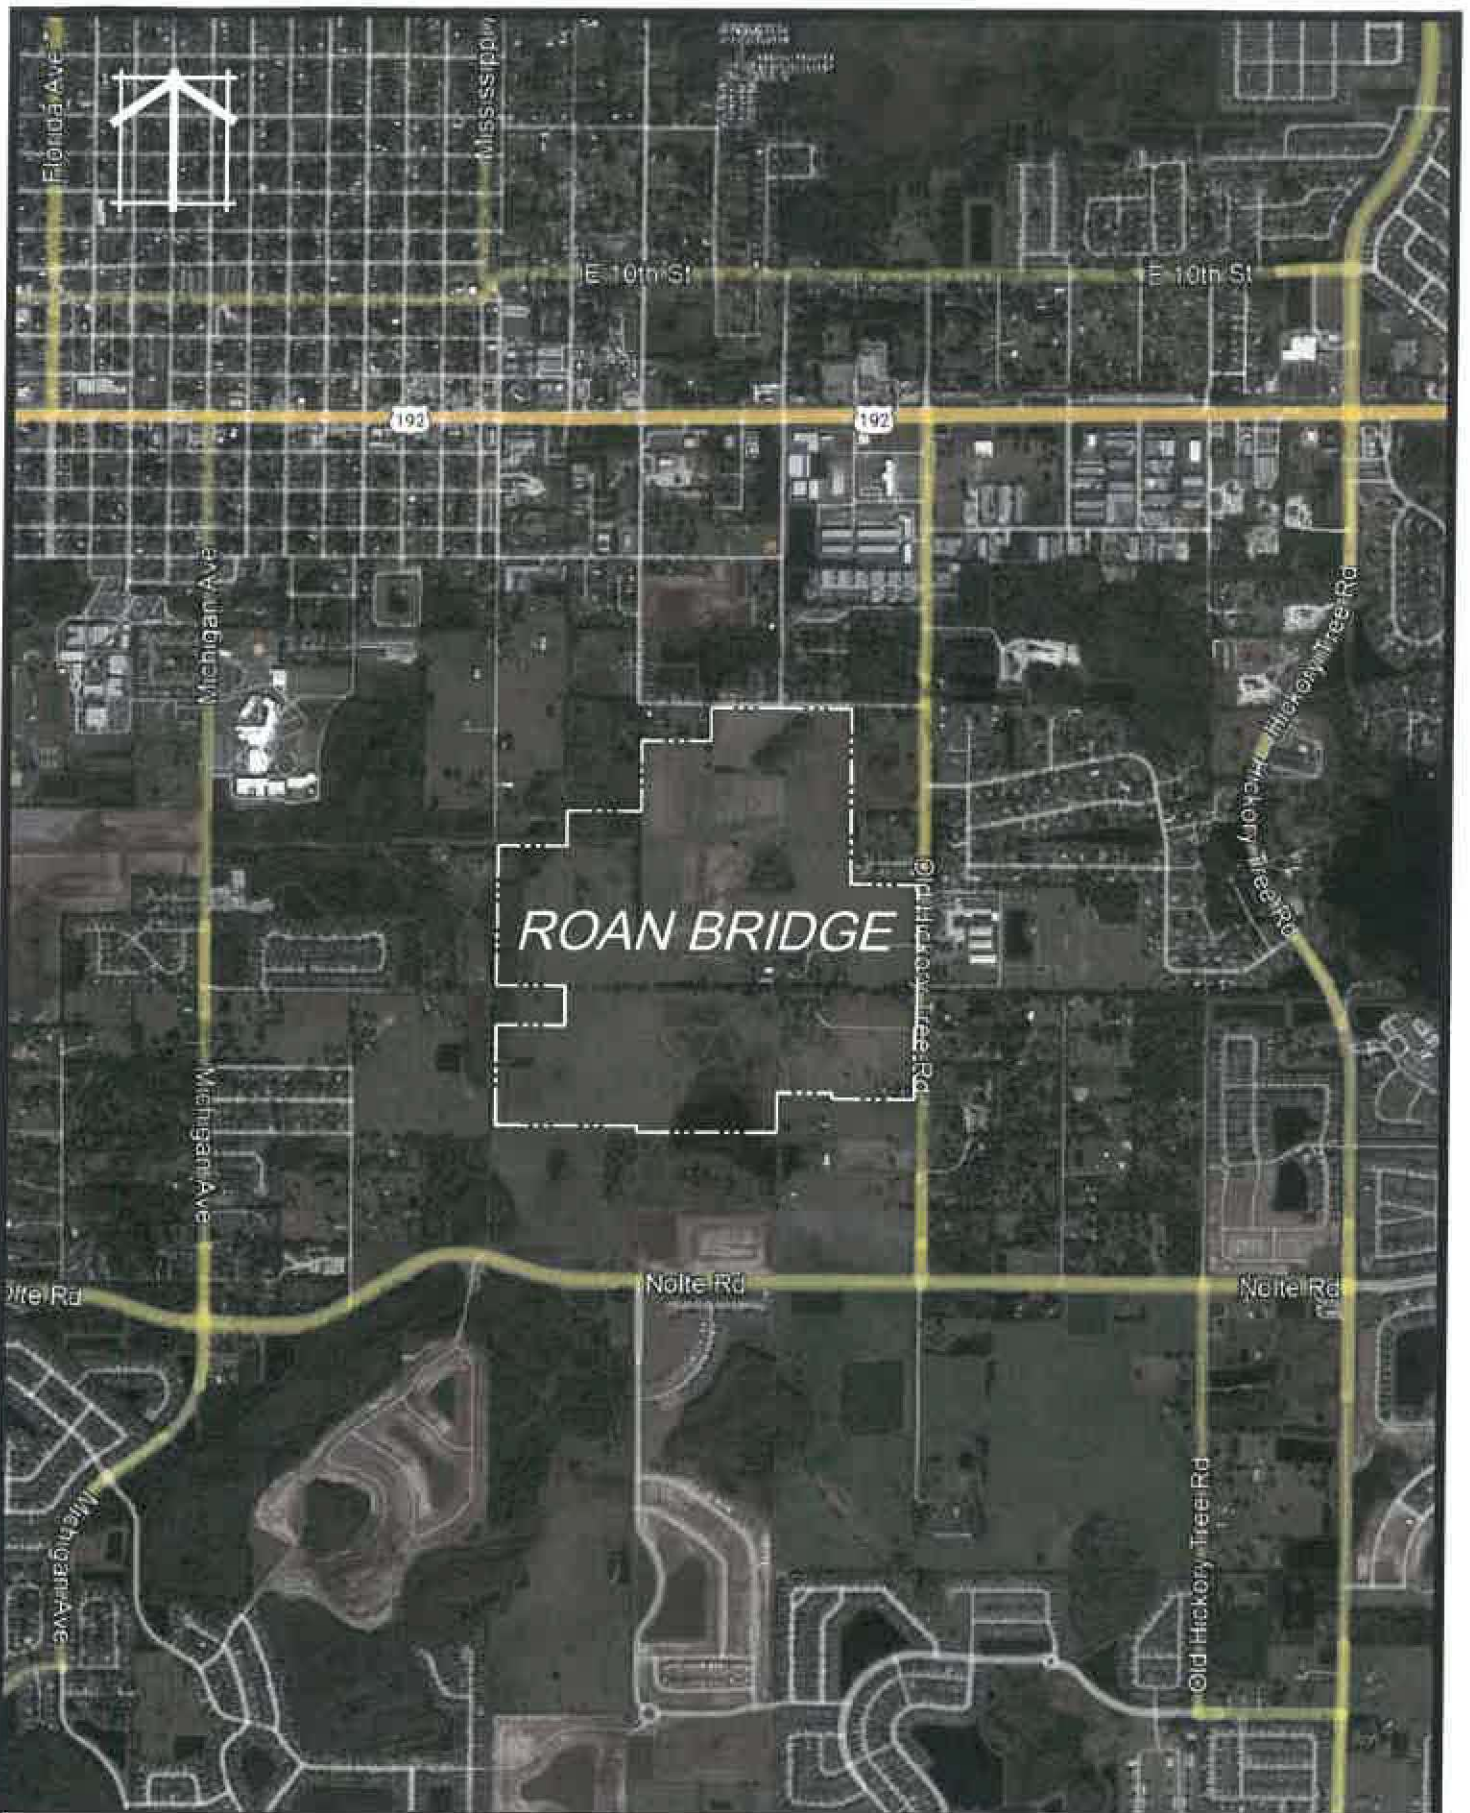 Florida Ave
Mississippi
E 10th St
E 10th St
192
192
Michigan Ave
Hickory Tree Rd
Hickory Tree Rd
ROAN BRIDGE
Old Hickory Tree Rd
Michigan Ave
olte Rd
Nolte Rd
Nolte Rd
Michigan Ave
Old Hickory Tree Rd